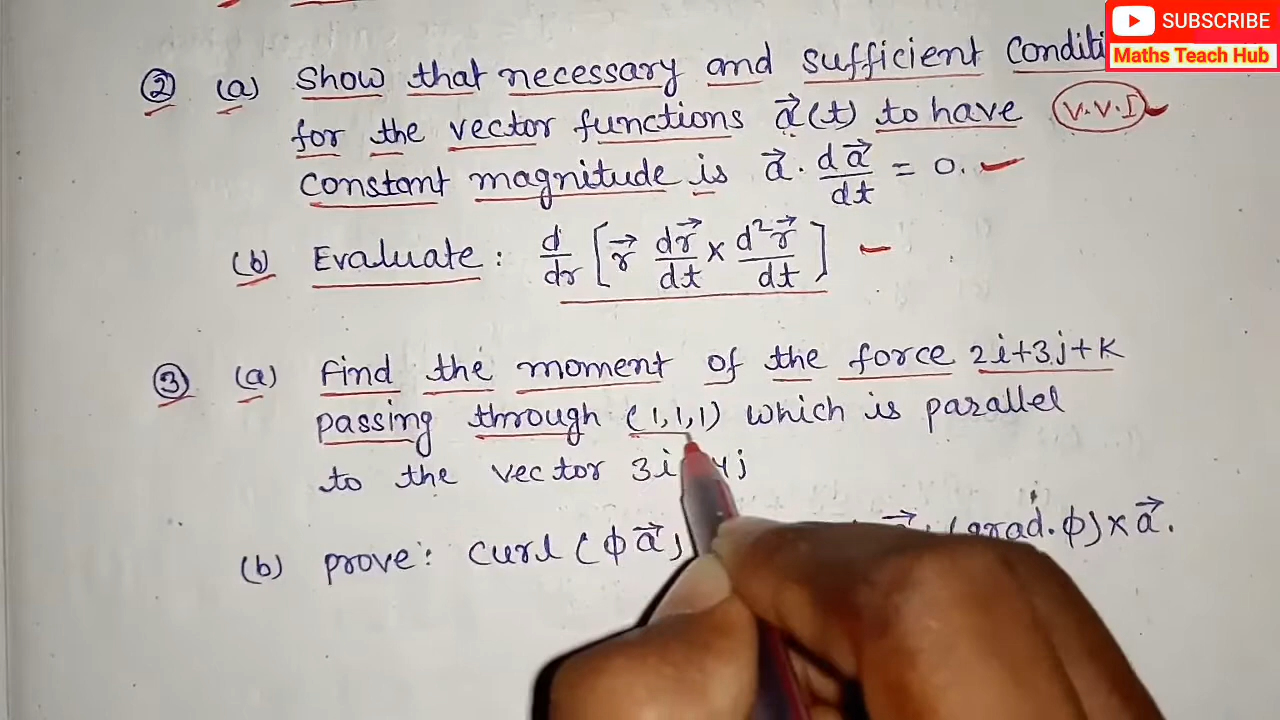 SUBSCRIBE
Maths Teach Hub
② (a) Show that necessary and sufficient Conditi
for the vector functions a⃗(t) to have (V.V.I)
Constant magnitude is a⃗ · da⃗/dt = 0.
(b) Evaluate : d/dr [r⃗ dr⃗/dt × d²r⃗/dt]
③ (a) Find the moment of the force 2i+3j+k
passing through (1,1,1) which is parallel
to the vector 3i 4j
(b) prove: Curl (φ a⃗) (grad. φ) × a⃗.